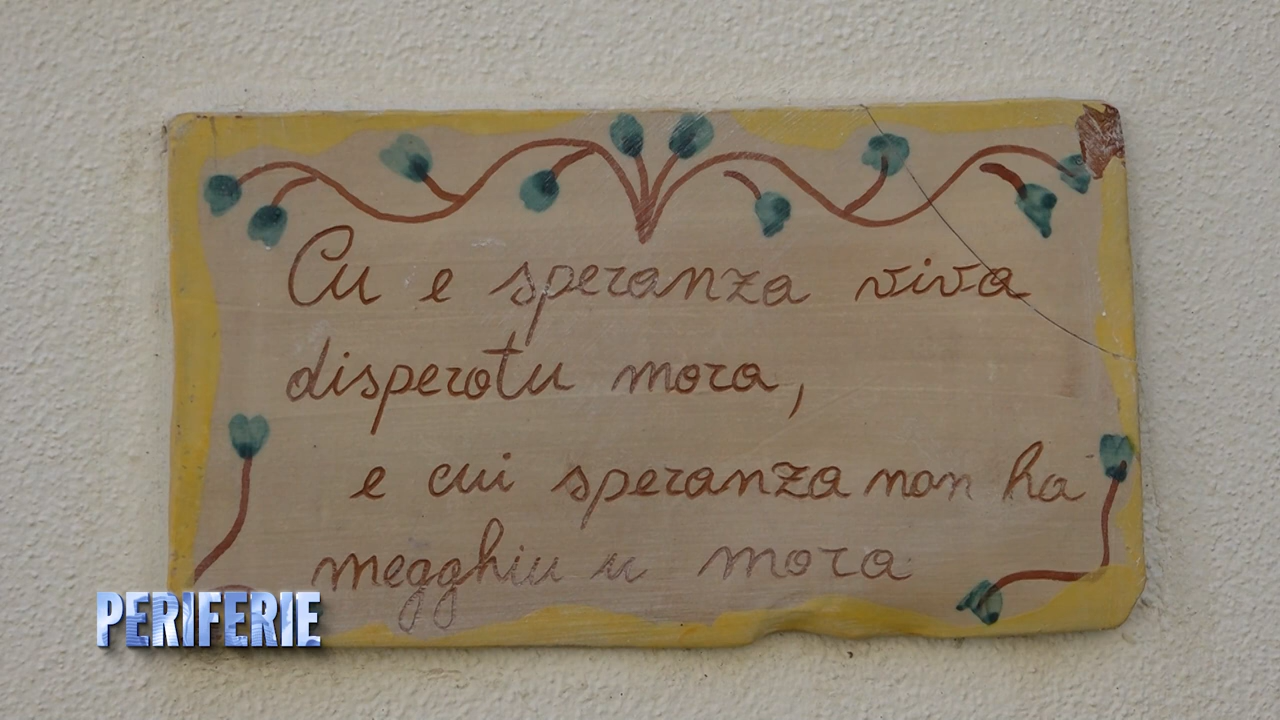 Cu e speranza viva
disperotu mora,
e cui speranza non ha
megghiu u mora
PERIFERIE